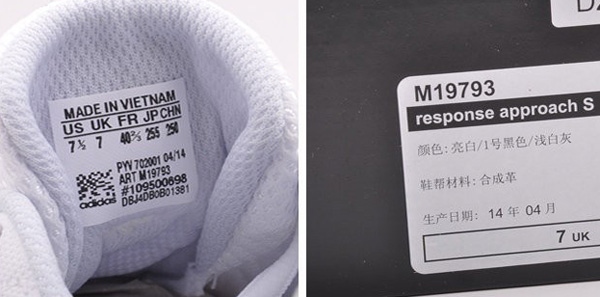 MADE IN VIETNAM
US UK FR JP CHN
7½ 7 40⅔ 255 250
PYV 702001 04/14
ART M19793
#109500698
DBJ4DB0B01381
adidas
M19793
response approach S
颜色: 亮白/1号黑色/浅白灰
鞋帮材料: 合成革
生产日期: 14 年 04 月
7 UK